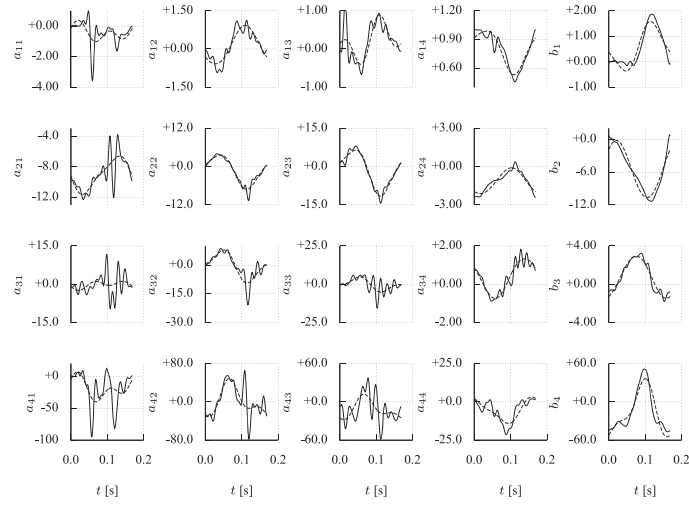 a11 +0.00 -2.00 -4.00
a12 +1.50 +0.00 -1.50
a13 +1.00 +0.00 -1.00
a14 +1.00 +0.80 +0.60
b1 +2.00 +1.00 +0.00 -1.00
a21 -4.0 -8.0 -12.0
a22 +12.0 +0.0 -12.0
a23 +15.0 +0.0 -15.0
a24 +3.00 +0.00 -3.00
b2 +0.0 -6.0 -12.0
a31 +15.0 +0.0 -15.0
a32 +0.0 -15.0 -30.0
a33 +25.0 +0.0 -25.0
a34 +2.00 +0.00 -2.00
b3 +4.00 +0.00 -4.00
a41 +0 -50 -100
a42 +80.0 +0.0 -80.0
a43 +60.0 +0.0 -60.0
a44 +25.0 +0.0 -25.0
b4 +60.0 +0.0 -60.0
0.0 0.1 0.2 0.0 0.1 0.2 0.0 0.1 0.2 0.0 0.1 0.2 0.0 0.1 0.2
t [s] t [s] t [s] t [s] t [s]